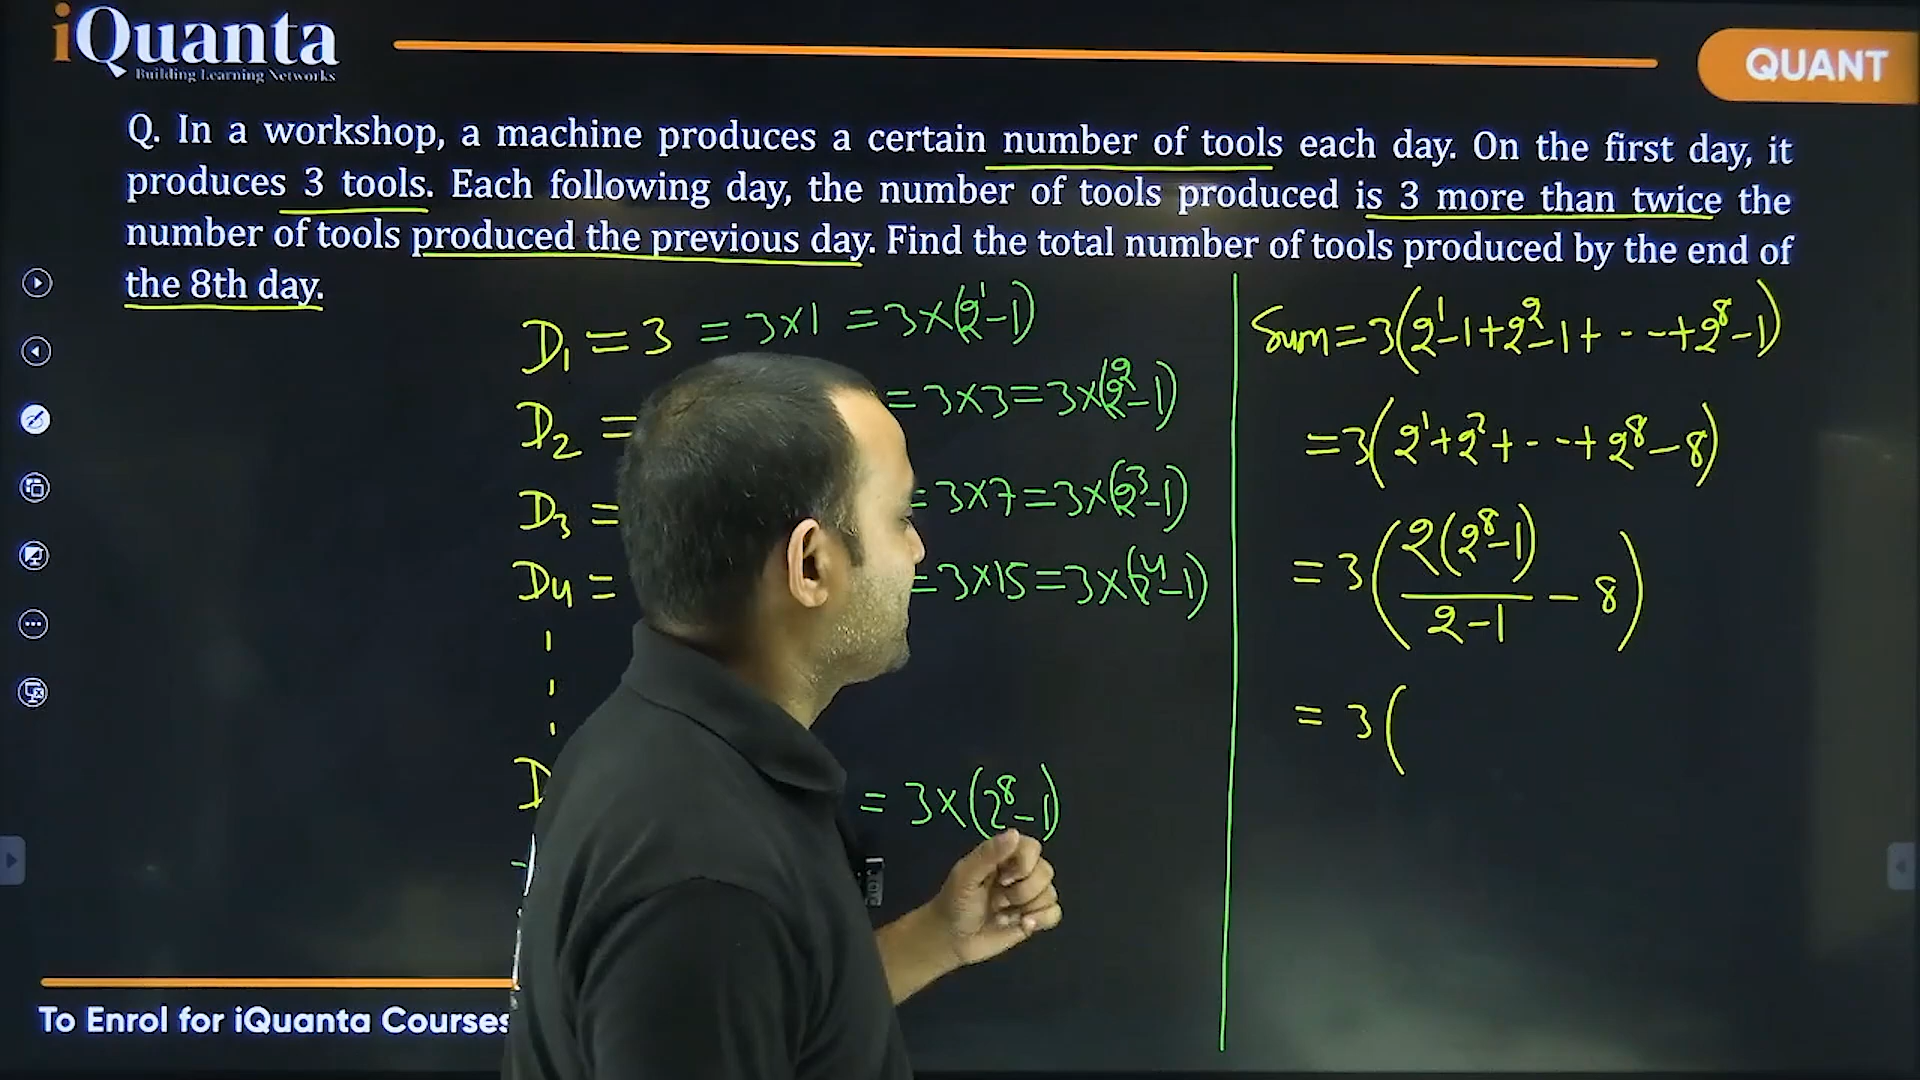 iQuanta
Building Learning Networks
QUANT
Q. In a workshop, a machine produces a certain number of tools each day. On the first day, it
produces 3 tools. Each following day, the number of tools produced is 3 more than twice the
number of tools produced the previous day. Find the total number of tools produced by the end of
the 8th day.
D₁ = 3 = 3×1 = 3×(2¹-1)
D₂ = = 3×3 = 3×(2²-1)
D₃ = = 3×7 = 3×(2³-1)
D4 = = 3×15 = 3×(2⁴-1)
D = 3×(2⁸-1)
Sum = 3(2¹-1+2²-1+---+2⁸-1)
= 3(2¹+2²+---+2⁸-8)
= 3(2(2⁸-1)/2-1 - 8)
= 3(
To Enrol for iQuanta Courses